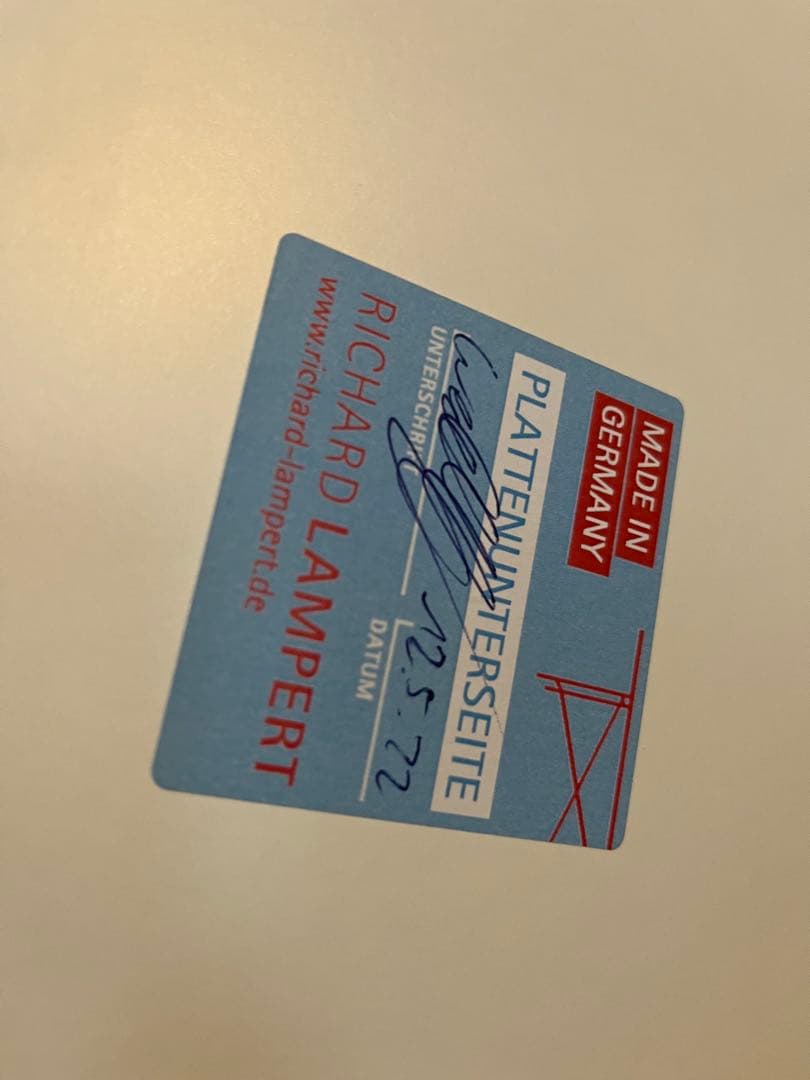 MADE IN
GERMANY
PLATTENUNTERSEITE
12.5.22
UNTERSCHRIFT DATUM
RICHARD LAMPERT
www.richard-lampert.de